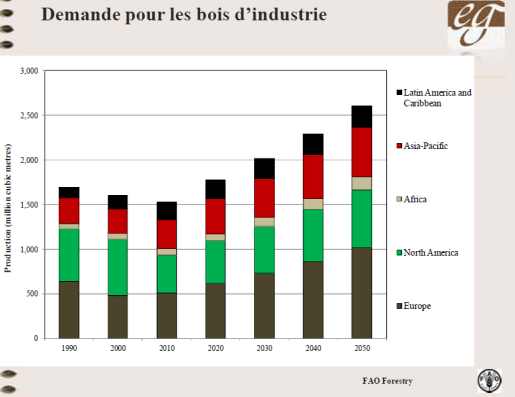 Demande pour les bois d'industrie
eg
3,000
2,500
2,000
1,500
1,000
500
0
Production (million cubic metres)
1990
2000
2010
2020
2030
2040
2050
Latin America and
Caribbean
Asia-Pacific
Africa
North America
Europe
FAO Forestry
FAO